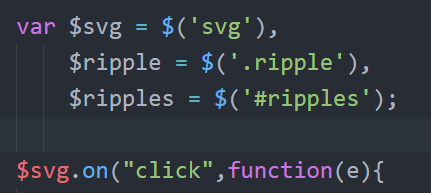 var $svg = $('svg'),
$ripple = $('.ripple'),
$ripples = $('#ripples');
$svg.on("click",function(e){